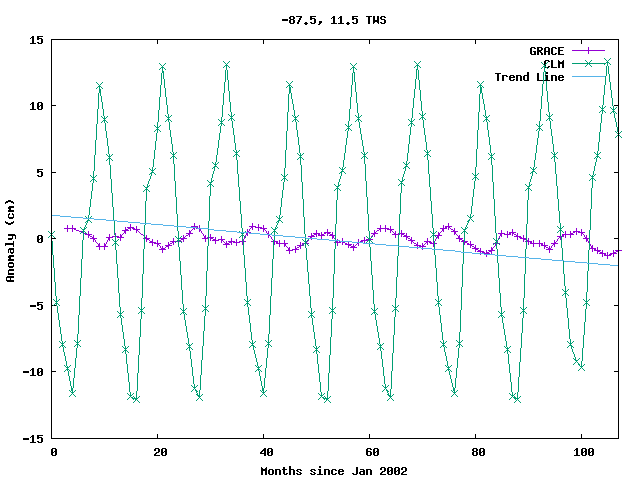 -87.5, 11.5 TWS
GRACE
CLM
Trend Line
15
10
5
0
-5
-10
-15
Anomaly (cm)
0 20 40 60 80 100
Months since Jan 2002